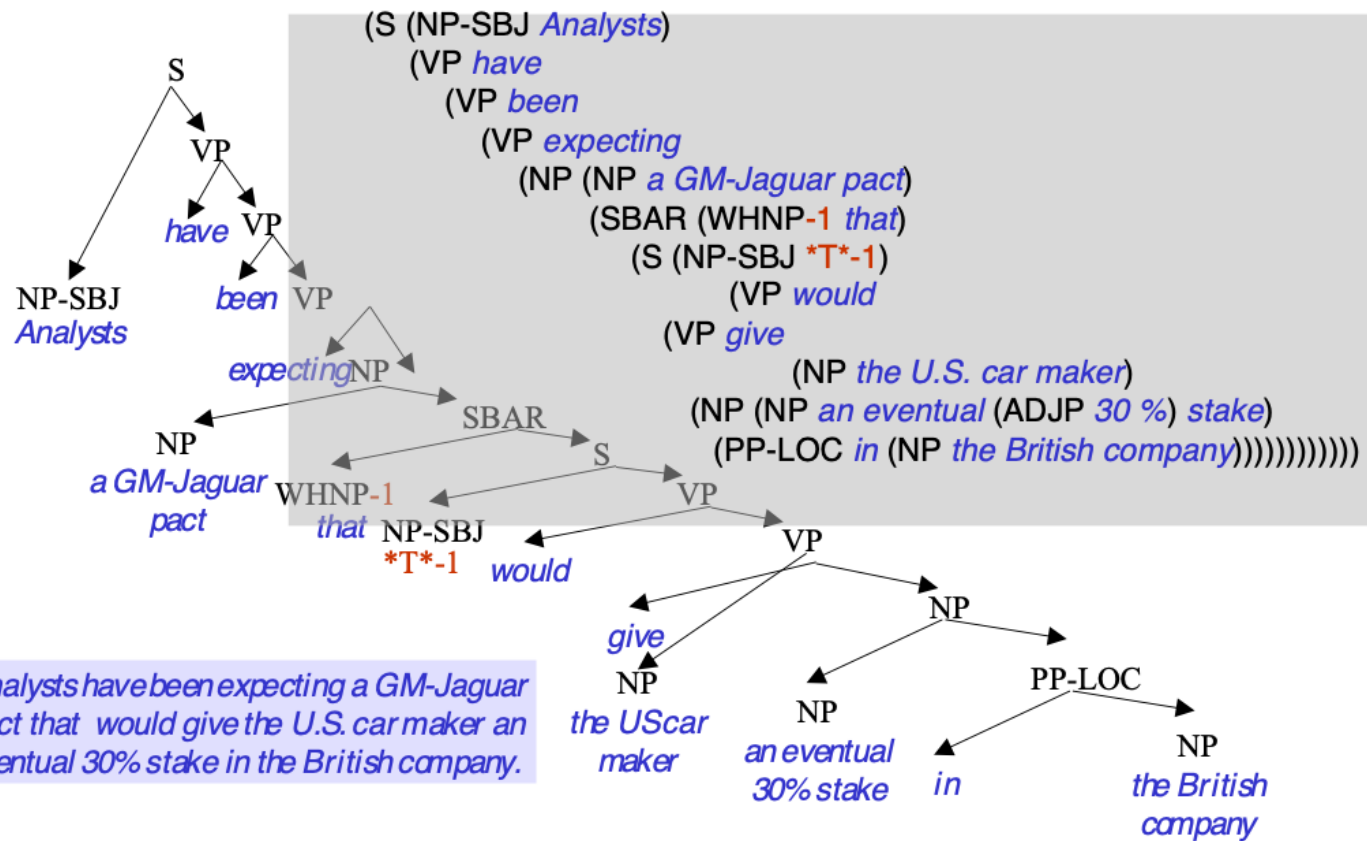 (S (NP-SBJ Analysts)
(VP have
(VP been
(VP expecting
(NP (NP a GM-Jaguar pact)
(SBAR (WHNP-1 that)
(S (NP-SBJ *T*-1)
(VP would
(VP give
(NP the U.S. car maker)
(NP (NP an eventual (ADJP 30 %) stake)
(PP-LOC in (NP the British company))))))))))))
S
VP
have VP
NP-SBJ been VP
Analysts
expecting NP
NP SBAR
a GM-Jaguar
pact
S
WHNP-1 VP
that NP-SBJ
*T*-1 would
VP
give NP
NP PP-LOC
the UScar
maker
NP
an eventual
30% stake
in NP
the British
company
nalysts have been expecting a GM-Jaguar
ct that would give the U.S. car maker an
entual 30% stake in the British company.